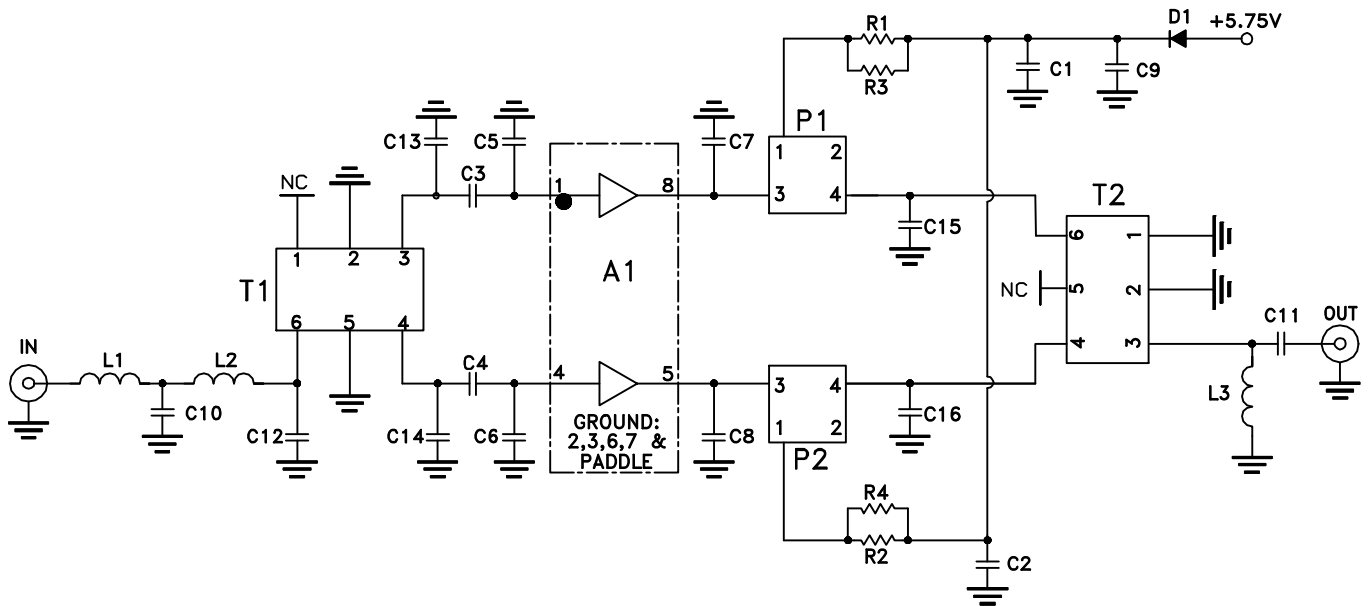 D1
+5.75V
R1
R3
C1
C9
C13
C5
C3
C7
P1
1 2
3 4
NC
1
8
T2
C15
1 2 3
T1
6 5 4
A1
6 1
NC
5 2
4 3
C11
OUT
IN
L1
L2
C4
4
5
3 4
1 2
L3
C10
C12
C14
C6
GROUND:
2,3,6,7 &
PADDLE
C8
C16
P2
R4
R2
C2